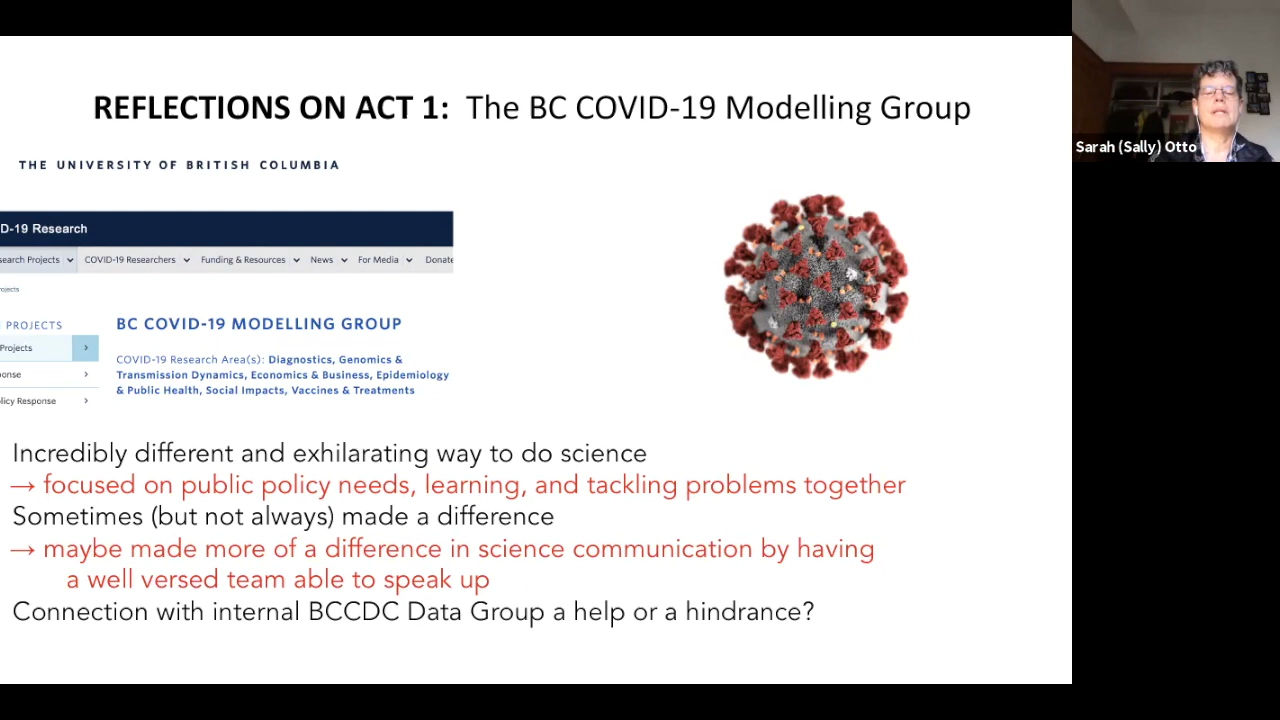 REFLECTIONS ON ACT 1: The BC COVID-19 Modelling Group
Sarah (Sally) Otto
THE UNIVERSITY OF BRITISH COLUMBIA
D-19 Research
search Projects
COVID-19 Researchers
Funding & Resources
News
For Media
Donate
rojects
PROJECTS
Projects
onse
licy Response
BC COVID-19 MODELLING GROUP
COVID-19 Research Area(s): Diagnostics, Genomics &
Transmission Dynamics, Economics & Business, Epidemiology
& Public Health, Social Impacts, Vaccines & Treatments
Incredibly different and exhilarating way to do science
→ focused on public policy needs, learning, and tackling problems together
Sometimes (but not always) made a difference
→ maybe made more of a difference in science communication by having
a well versed team able to speak up
Connection with internal BCCDC Data Group a help or a hindrance?